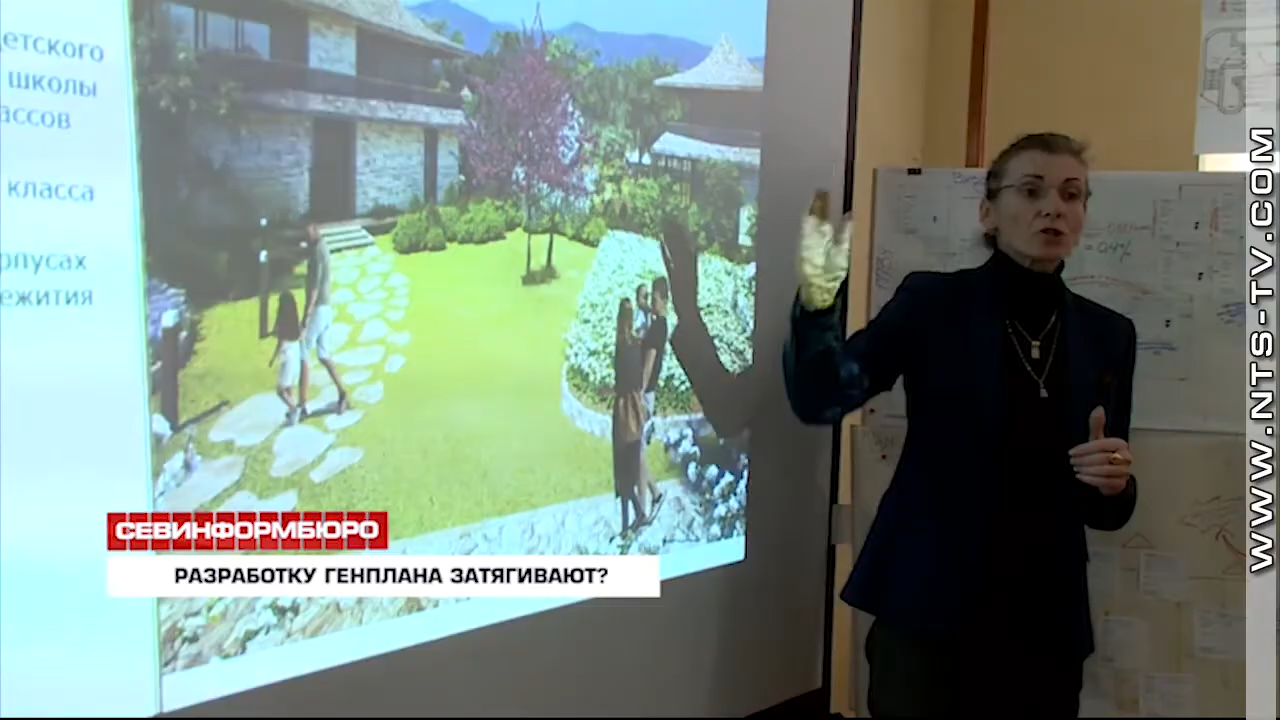 етского
школы
ассов
класса
рпусах
ежития
СЕВИНФОРМБЮРО
РАЗРАБОТКУ ГЕНПЛАНА ЗАТЯГИВАЮТ?
WWW.NTS-TV.COM